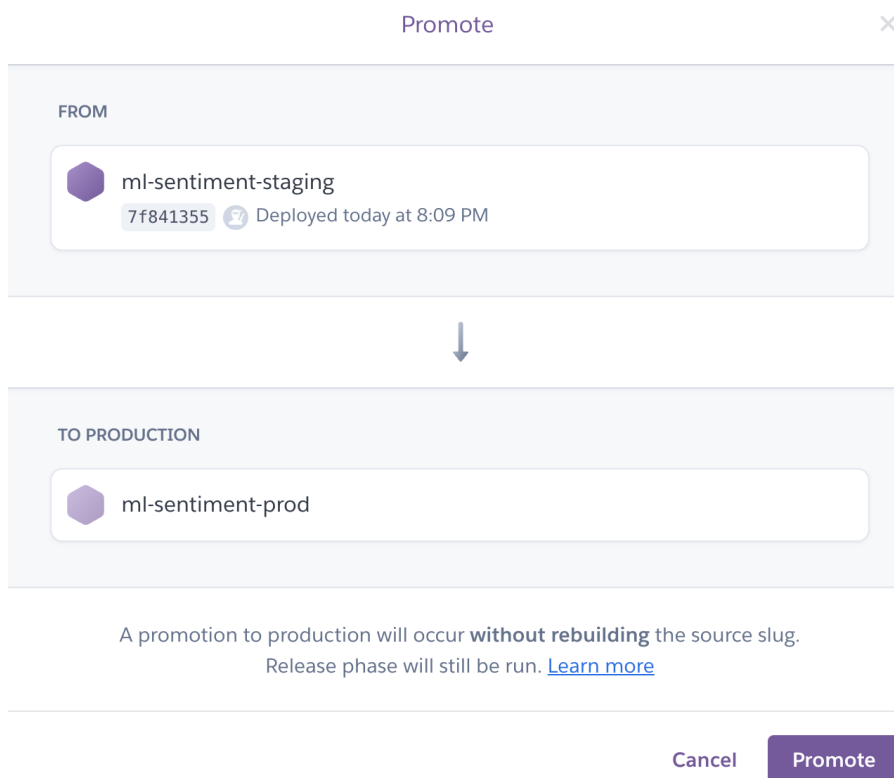 Promote
FROM
ml-sentiment-staging
7f841355 Deployed today at 8:09 PM
TO PRODUCTION
ml-sentiment-prod
A promotion to production will occur without rebuilding the source slug.
Release phase will still be run. Learn more
Cancel Promote